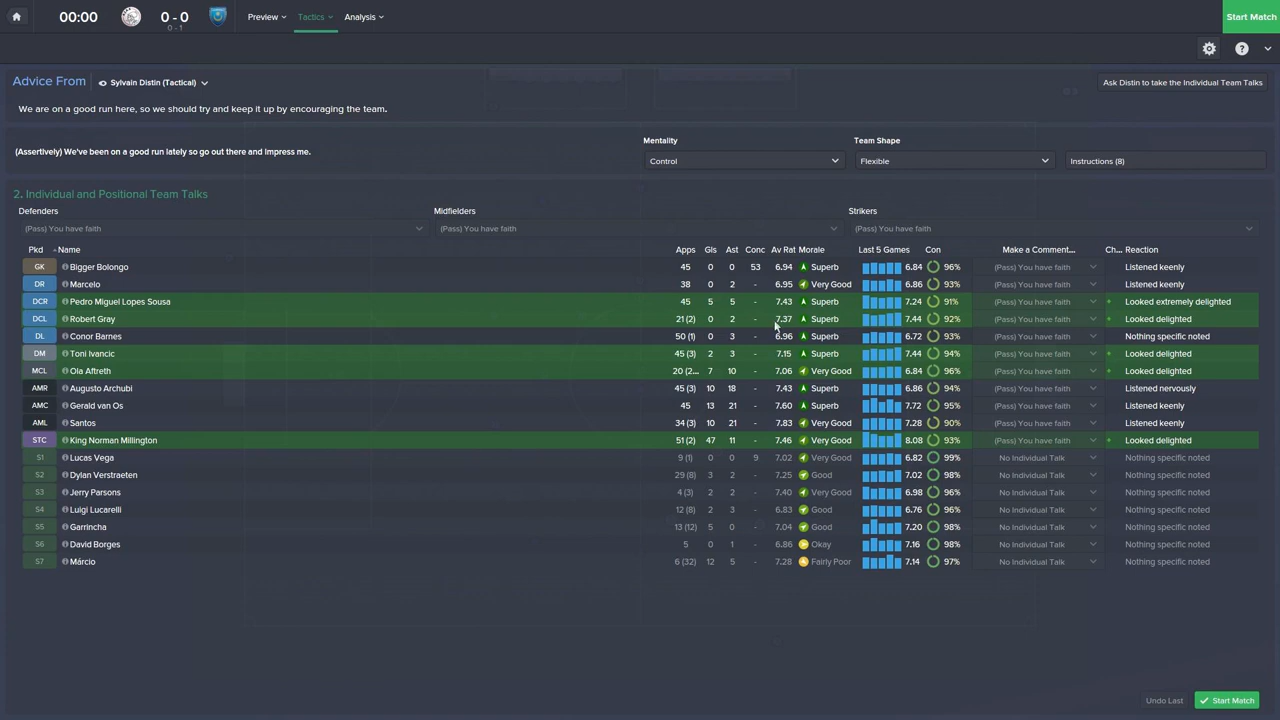 00:00 0 - 0 Preview Tactics Analysis Start Match
0 - 1
Advice From Sylvain Distin (Tactical) Ask Distin to take the Individual Team Talks
We are on a good run here, so we should try and keep it up by encouraging the team.
Mentality Team Shape
(Assertively) We've been on a good run lately so go out there and Impress me. Control Flexible Instructions (8)
2. Individual and Positional Team Talks
Defenders Midfielders Strikers
(Pass) You have faith (Pass) You have faith (Pass) You have faith
Pkd Name Apps Gls Ast Conc Av Rat Morale Last 5 Games Con Make a Comment... Ch... Reaction
GK Bigger Bolongo 45 0 0 53 6.94 Superb 6.84 96% (Pass) You have faith Listened keenly
DR Marcelo 38 0 2 - 6.95 Very Good 6.86 93% (Pass) You have faith Listened keenly
DCR Pedro Miguel Lopes Sousa 45 5 5 - 7.43 Superb 7.24 91% (Pass) You have faith Looked extremely delighted
DCL Robert Gray 21 (2) 0 2 - 7.37 Superb 7.44 92% (Pass) You have faith Looked delighted
DL Conor Barnes 50 (1) 0 3 - 6.96 Superb 6.72 93% (Pass) You have faith Nothing specific noted
DM Toni Ivancic 45 (3) 2 3 - 7.15 Superb 7.44 94% (Pass) You have faith Looked delighted
MCL Ola Aftreth 20 (2... 7 10 - 7.06 Very Good 6.84 96% (Pass) You have faith Looked delighted
AMR Augusto Archubi 45 (3) 10 18 - 7.43 Superb 6.86 94% (Pass) You have faith Listened nervously
AMC Gerald van Os 45 13 21 - 7.60 Superb 7.72 95% (Pass) You have faith Listened keenly
AML Santos 34 (3) 10 21 - 7.83 Very Good 7.28 90% (Pass) You have faith Listened keenly
STC King Norman Millington 51 (2) 47 11 - 7.46 Very Good 8.08 93% (Pass) You have faith Looked delighted
S1 Lucas Vega 9 (1) 0 0 9 7.02 Very Good 6.82 99% No Individual Talk Nothing specific noted
S2 Dylan Verstraeten 29 (8) 3 2 - 7.25 Good 7.02 98% No Individual Talk Nothing specific noted
S3 Jerry Parsons 4 (3) 2 2 - 7.40 Very Good 6.98 96% No Individual Talk Nothing specific noted
S4 Luigi Lucarelli 12 (8) 2 3 - 6.83 Good 6.76 96% No Individual Talk Nothing specific noted
S5 Garrincha 13 (12) 5 0 - 7.04 Good 7.20 98% No Individual Talk Nothing specific noted
S6 David Borges 5 0 1 - 6.86 Okay 7.16 98% No Individual Talk Nothing specific noted
S7 Márcio 6 (32) 12 5 - 7.28 Fairly Poor 7.14 97% No Individual Talk Nothing specific noted
Undo Last Start Match